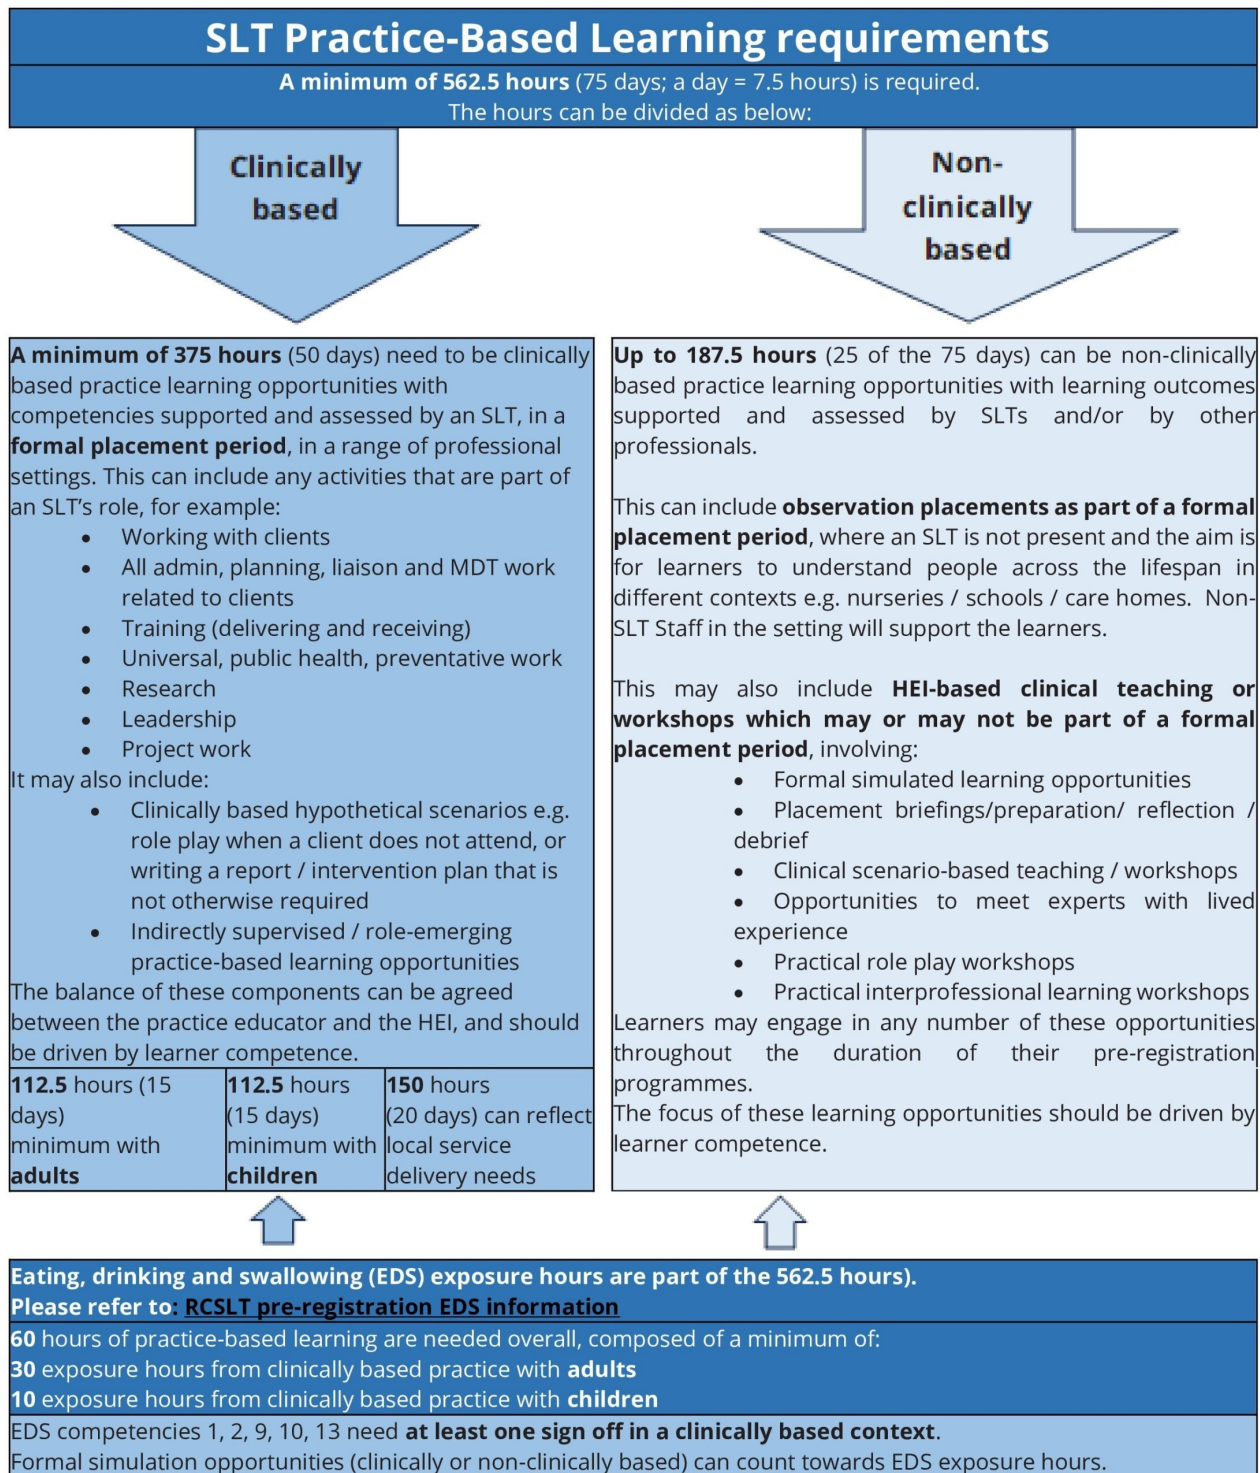 SLT Practice-Based Learning requirements
A minimum of 562.5 hours (75 days; a day = 7.5 hours) is required.
The hours can be divided as below:
Clinically
based
Non-
clinically
based
A minimum of 375 hours (50 days) need to be clinically
based practice learning opportunities with
competencies supported and assessed by an SLT, in a
formal placement period, in a range of professional
settings. This can include any activities that are part of
an SLT’s role, for example:
• Working with clients
• All admin, planning, liaison and MDT work
related to clients
• Training (delivering and receiving)
• Universal, public health, preventative work
• Research
• Leadership
• Project work
It may also include:
• Clinically based hypothetical scenarios e.g.
role play when a client does not attend, or
writing a report / intervention plan that is
not otherwise required
• Indirectly supervised / role-emerging
practice-based learning opportunities
The balance of these components can be agreed
between the practice educator and the HEI, and should
be driven by learner competence.
112.5 hours (15
days)
minimum with
adults
112.5 hours
(15 days)
minimum with
children
150 hours
(20 days) can reflect
local service
delivery needs
Up to 187.5 hours (25 of the 75 days) can be non-clinically
based practice learning opportunities with learning outcomes
supported and assessed by SLTs and/or by other
professionals.
This can include observation placements as part of a formal
placement period, where an SLT is not present and the aim is
for learners to understand people across the lifespan in
different contexts e.g. nurseries / schools / care homes. Non-
SLT Staff in the setting will support the learners.
This may also include HEI-based clinical teaching or
workshops which may or may not be part of a formal
placement period, involving:
• Formal simulated learning opportunities
• Placement briefings/preparation/ reflection /
debrief
• Clinical scenario-based teaching / workshops
• Opportunities to meet experts with lived
experience
• Practical role play workshops
• Practical interprofessional learning workshops
Learners may engage in any number of these opportunities
throughout the duration of their pre-registration
programmes.
The focus of these learning opportunities should be driven by
learner competence.
Eating, drinking and swallowing (EDS) exposure hours are part of the 562.5 hours).
Please refer to: RCSLT pre-registration EDS information
60 hours of practice-based learning are needed overall, composed of a minimum of:
30 exposure hours from clinically based practice with adults
10 exposure hours from clinically based practice with children
EDS competencies 1, 2, 9, 10, 13 need at least one sign off in a clinically based context.
Formal simulation opportunities (clinically or non-clinically based) can count towards EDS exposure hours.